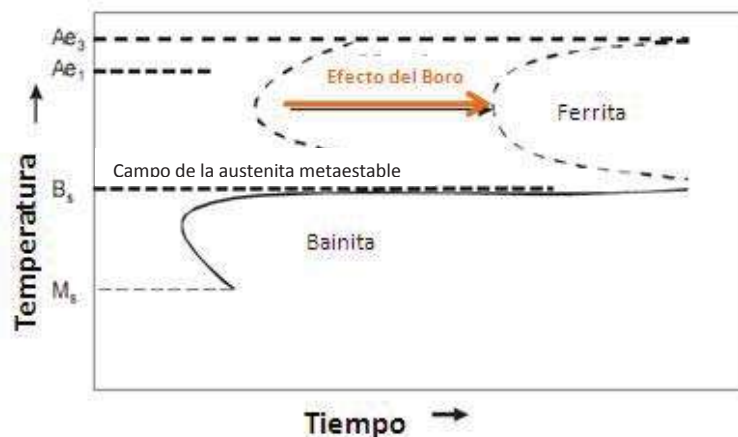 Ae3
Ae1
Efecto del Boro
Ferrita
Campo de la austenita metaestable
Bs
Bainita
Ms
Temperatura
Tiempo